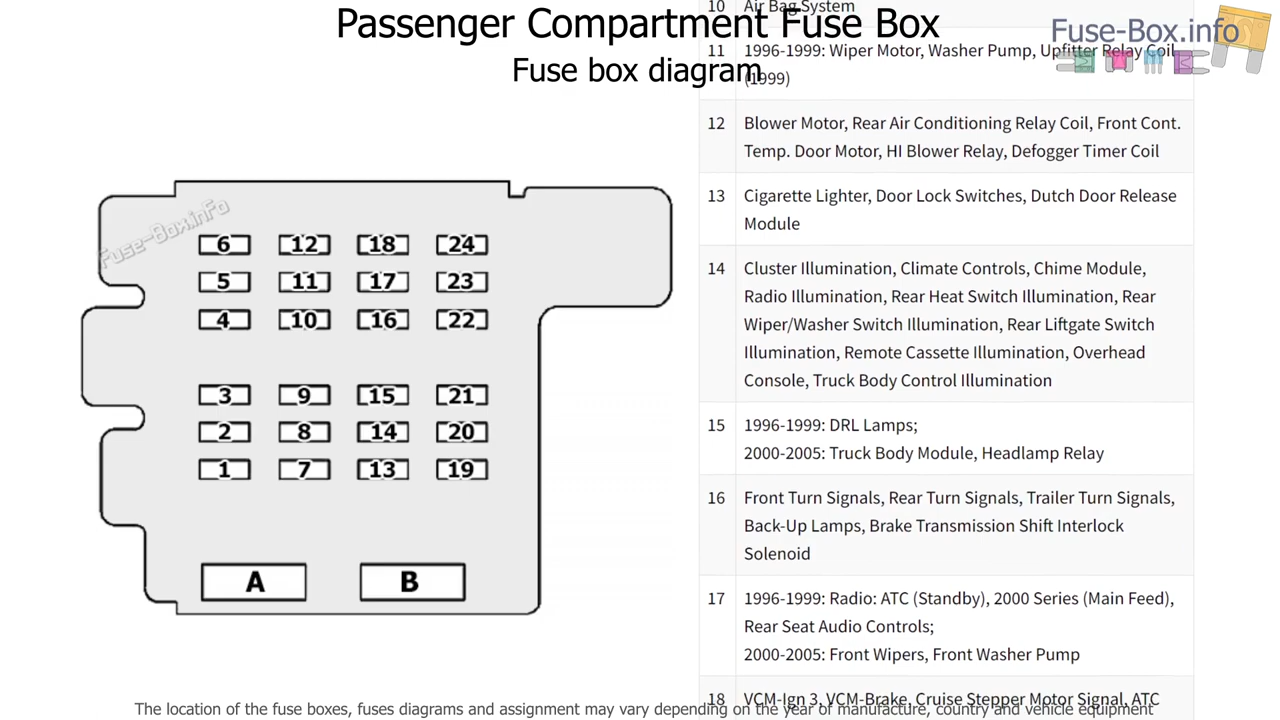 Passenger Compartment Fuse Box
Fuse box diagram
Fuse-Box.info
Fuse-Box.info
6 12 18 24
5 11 17 23
4 10 16 22
3 9 15 21
2 8 14 20
1 7 13 19
A B
10 Air Bag System
11 1996-1999: Wiper Motor, Washer Pump, Upfitter Relay Coil
(1999)
12 Blower Motor, Rear Air Conditioning Relay Coil, Front Cont.
Temp. Door Motor, HI Blower Relay, Defogger Timer Coil
13 Cigarette Lighter, Door Lock Switches, Dutch Door Release
Module
14 Cluster Illumination, Climate Controls, Chime Module,
Radio Illumination, Rear Heat Switch Illumination, Rear
Wiper/Washer Switch Illumination, Rear Liftgate Switch
Illumination, Remote Cassette Illumination, Overhead
Console, Truck Body Control Illumination
15 1996-1999: DRL Lamps;
2000-2005: Truck Body Module, Headlamp Relay
16 Front Turn Signals, Rear Turn Signals, Trailer Turn Signals,
Back-Up Lamps, Brake Transmission Shift Interlock
Solenoid
17 1996-1999: Radio: ATC (Standby), 2000 Series (Main Feed),
Rear Seat Audio Controls;
2000-2005: Front Wipers, Front Washer Pump
18 VCM-Ign 3, VCM-Brake, Cruise Stepper Motor Signal, ATC
The location of the fuse boxes, fuses diagrams and assignment may vary depending on the year of manufacture, country and vehicle equipment